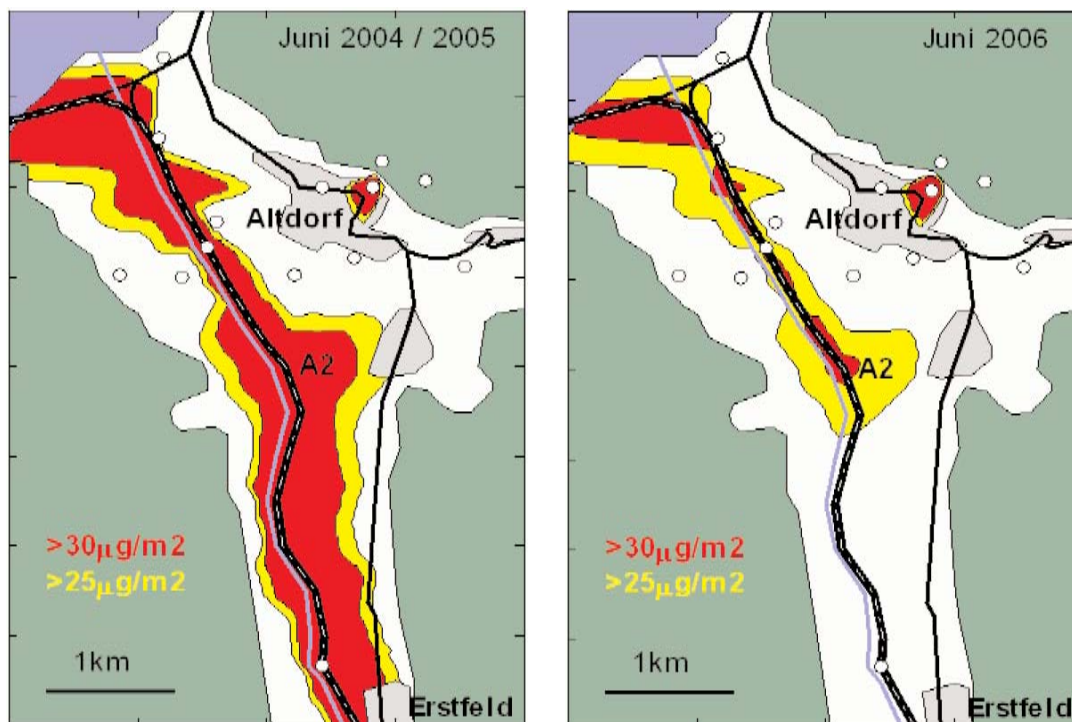 Juni 2004 / 2005
Altdorf
A2
>30µg/m2
>25µg/m2
1km
Erstfeld
Juni 2006
Altdorf
A2
>30µg/m2
>25µg/m2
1km
Erstfeld